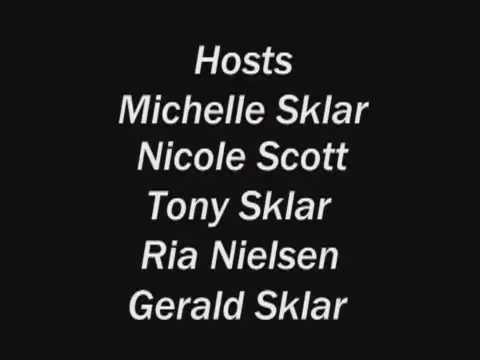 Hosts
Michelle Sklar
Nicole Scott
Tony Sklar
Ria Nielsen
Gerald Sklar